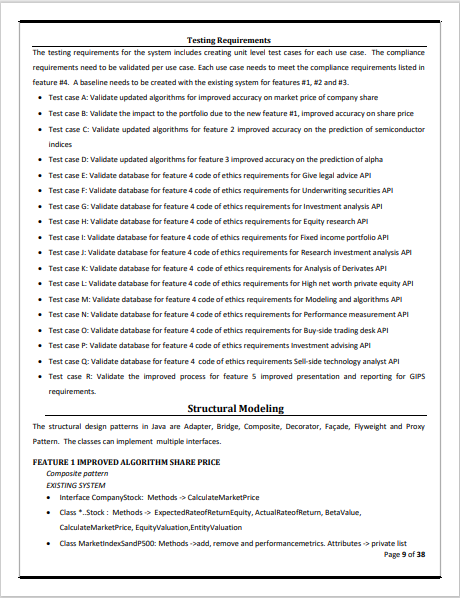 Testing Requirements
The testing requirements for the system includes creating unit level test cases for each use case. The compliance
requirements need to be validated per use case. Each use case needs to meet the compliance requirements listed in
feature #4. A baseline needs to be created with the existing system for features #1, #2 and #3.
• Test case A: Validate updated algorithms for improved accuracy on market price of company share
• Test case B: Validate the impact to the portfolio due to the new feature #1, improved accuracy on share price
• Test case C: Validate updated algorithms for feature 2 improved accuracy on the prediction of semiconductor
indices
• Test case D: Validate updated algorithms for feature 3 improved accuracy on the prediction of alpha
• Test case E: Validate database for feature 4 code of ethics requirements for Give legal advice API
• Test case F: Validate database for feature 4 code of ethics requirements for Underwriting securities API
• Test case G: Validate database for feature 4 code of ethics requirements for Investment analysis API
• Test case H: Validate database for feature 4 code of ethics requirements for Equity research API
• Test case I: Validate database for feature 4 code of ethics requirements for Fixed income portfolio API
• Test case J: Validate database for feature 4 code of ethics requirements for Research investment analysis API
• Test case K: Validate database for feature 4 code of ethics requirements for Analysis of Derivates API
• Test case L: Validate database for feature 4 code of ethics requirements for High net worth private equity API
• Test case M: Validate database for feature 4 code of ethics requirements for Modeling and algorithms API
• Test case N: Validate database for feature 4 code of ethics requirements for Performance measurement API
• Test case O: Validate database for feature 4 code of ethics requirements for Buy-side trading desk API
• Test case P: Validate database for feature 4 code of ethics requirements Investment advising API
• Test case Q: Validate database for feature 4 code of ethics requirements Sell-side technology analyst API
• Test case R: Validate the improved process for feature 5 improved presentation and reporting for GIPS
requirements.
Structural Modeling
The structural design patterns in Java are Adapter, Bridge, Composite, Decorator, Façade, Flyweight and Proxy
Pattern. The classes can implement multiple interfaces.
FEATURE 1 IMPROVED ALGORITHM SHARE PRICE
Composite pattern
EXISTING SYSTEM
• Interface CompanyStock: Methods -> CalculateMarketPrice
• Class *..Stock : Methods -> ExpectedRateofReturnEquity, ActualRateofReturn, BetaValue,
CalculateMarketPrice, EquityValuation,EntityValuation
• Class MarketIndexSandP500: Methods ->add, remove and performancemetrics. Attributes -> private list
Page 9 of 38